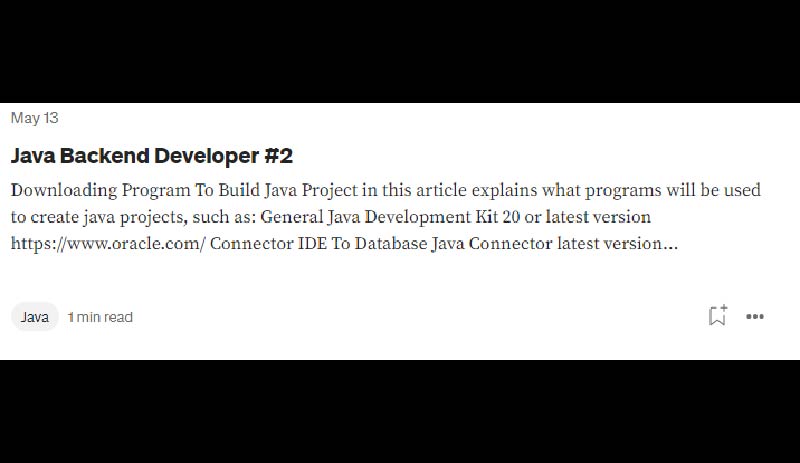 May 13
Java Backend Developer #2
Downloading Program To Build Java Project in this article explains what programs will be used
to create java projects, such as: General Java Development Kit 20 or latest version
https://www.oracle.com/ Connector IDE To Database Java Connector latest version...
Java 1 min read